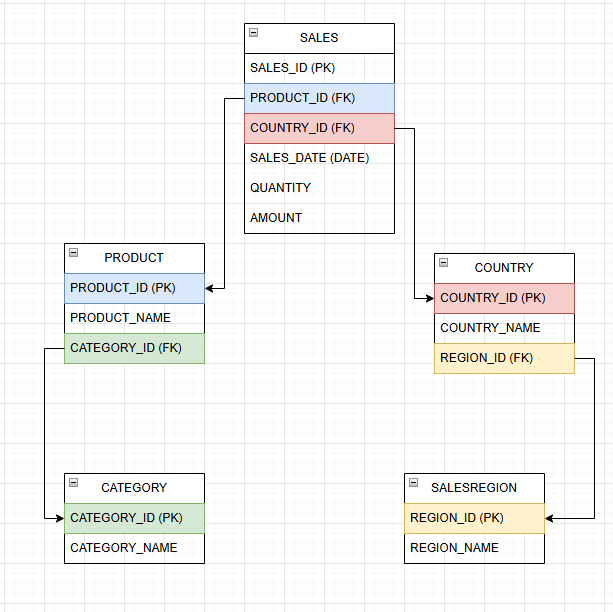 SALES
SALES_ID (PK)
PRODUCT_ID (FK)
COUNTRY_ID (FK)
SALES_DATE (DATE)
QUANTITY
AMOUNT
PRODUCT
PRODUCT_ID (PK)
PRODUCT_NAME
CATEGORY_ID (FK)
COUNTRY
COUNTRY_ID (PK)
COUNTRY_NAME
REGION_ID (FK)
CATEGORY
CATEGORY_ID (PK)
CATEGORY_NAME
SALESREGION
REGION_ID (PK)
REGION_NAME